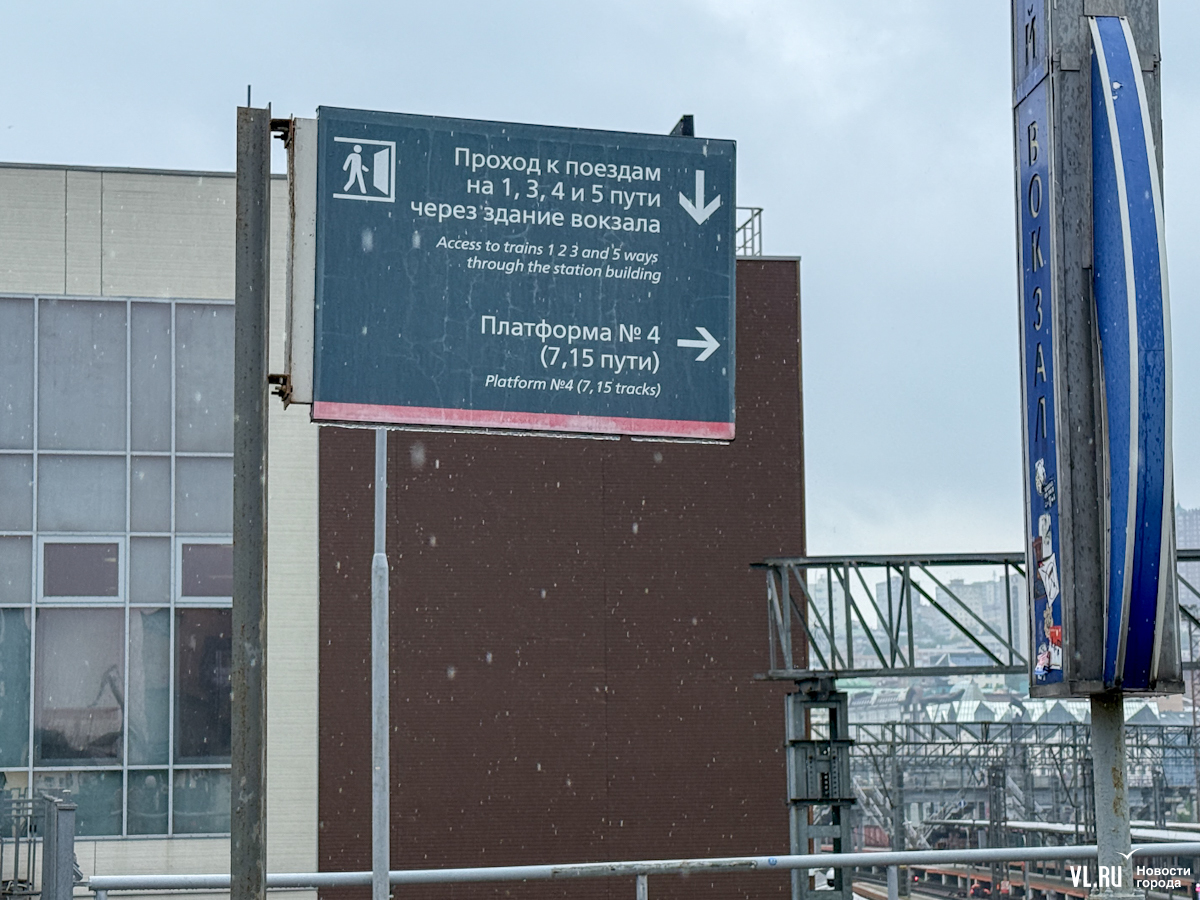 Проход к поездам
на 1, 3, 4 и 5 пути
через здание вокзала
Access to trains 1 2 3 and 5 ways
through the station building
Платформа № 4
(7,15 пути)
Platform №4 (7, 15 tracks)
Й ВОКЗАЛ
VL.RU
Новости
города